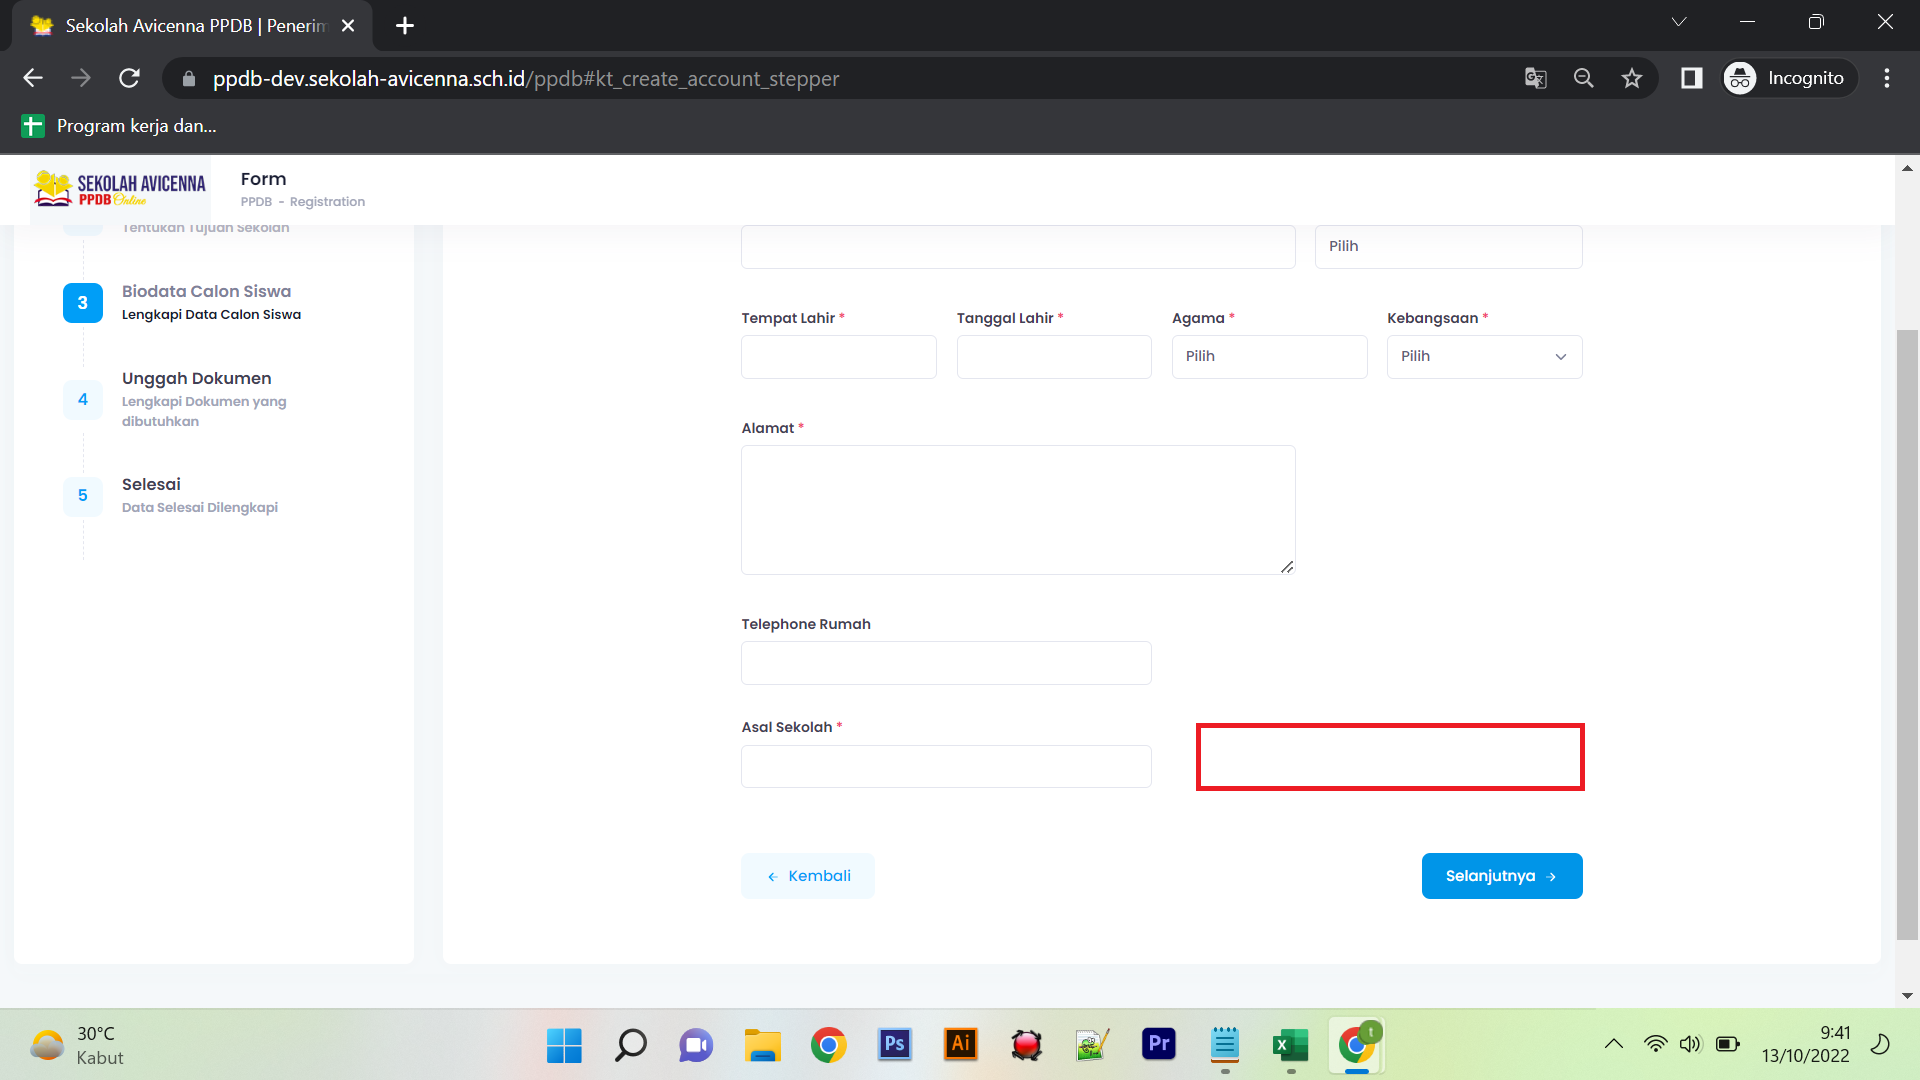 Sekolah Avicenna PPDB | Penerim
ppdb-dev.sekolah-avicenna.sch.id/ppdb#kt_create_account_stepper
Incognito
Program kerja dan...
SEKOLAH AVICENNA
PPDB Online
Form
PPDB - Registration
Tentukan Tujuan Sekolah
3
Biodata Calon Siswa
Lengkapi Data Calon Siswa
4
Unggah Dokumen
Lengkapi Dokumen yang
dibutuhkan
5
Selesai
Data Selesai Dilengkapi
Pilih
Tempat Lahir *
Tanggal Lahir *
Agama *
Kebangsaan *
Pilih
Pilih
Alamat *
Telephone Rumah
Asal Sekolah *
← Kembali
Selanjutnya →
30°C
Kabut
Ps
Ai
Pr
X
t
9:41
13/10/2022